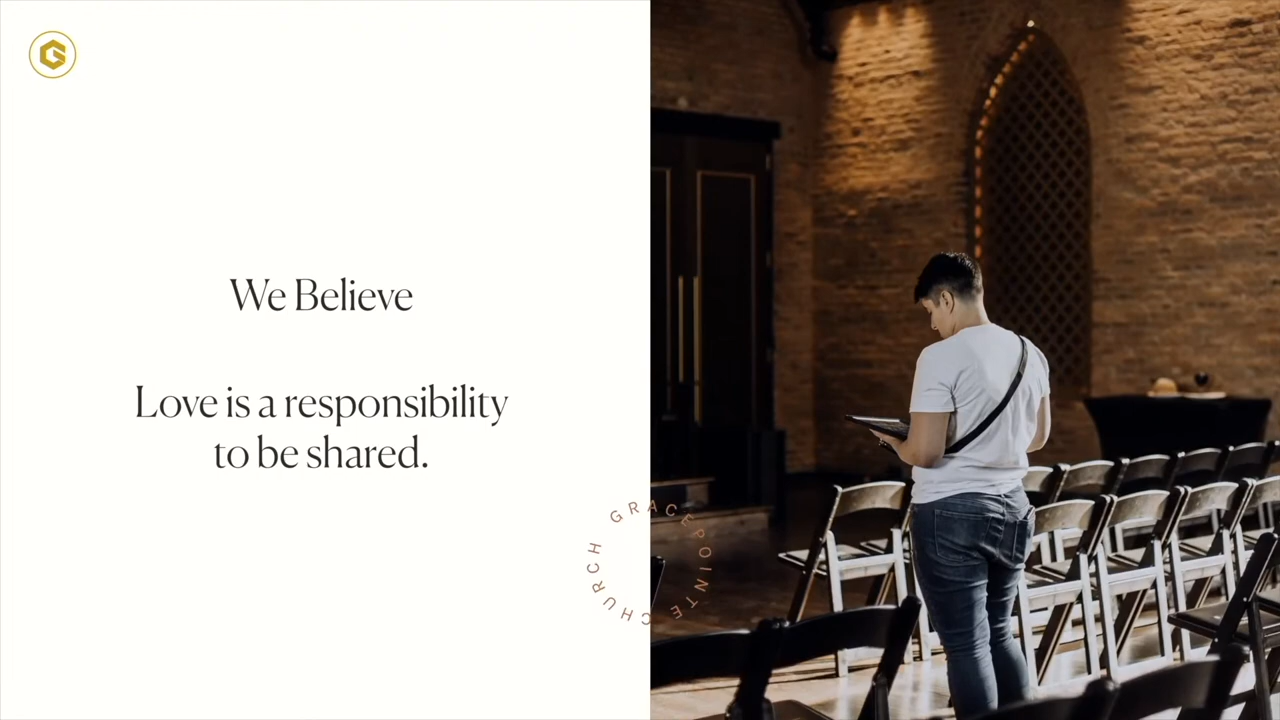 We Believe
Love is a responsibility
to be shared.
GRACEPOINTE CHURCH
G